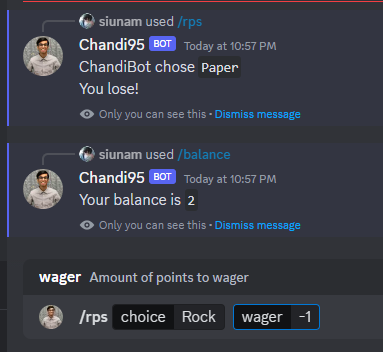 siunam used /rps
Chandi95 BOT Today at 10:57 PM
ChandiBot chose Paper
You lose!
Only you can see this • Dismiss message
siunam used /balance
Chandi95 BOT Today at 10:57 PM
Your balance is 2
Only you can see this • Dismiss message
wager Amount of points to wager
/rps choice Rock wager -1